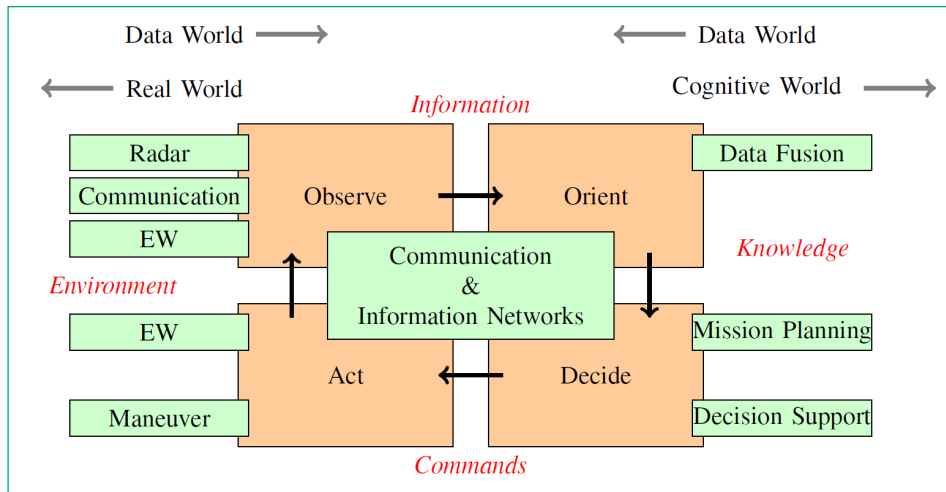 Data World
Data World
Real World
Cognitive World
Information
Radar
Data Fusion
Communication
Observe
Orient
EW
Communication
&
Information Networks
Knowledge
Environment
EW
Mission Planning
Act
Decide
Maneuver
Decision Support
Commands